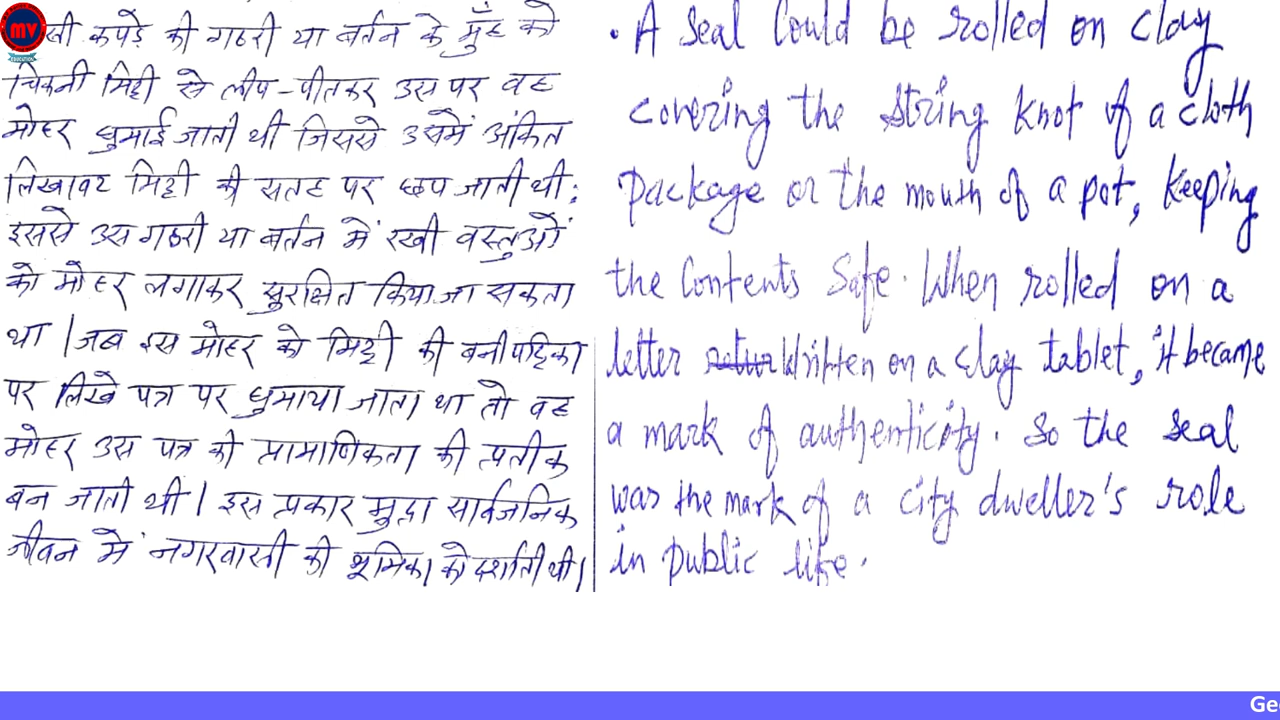 mv
EDUCATION
सी कपड़े की गठरी या बर्तन के मुँह को
चिकनी मिट्टी से लीप-पीतकर उस पर वह
मोहर घुमाई जाती थी जिससे उसमें अंकित
लिखावट मिट्टी की सतह पर छप जाती थी;
इससे उस गठरी या बर्तन में रखी वस्तुओं
को मोहर लगाकर सुरक्षित किया जा सकता
था । जब इस मोहर को मिट्टी की बनी पट्टिका
पर लिखे पत्र पर घुमाया जाता था तो वह
मोहर उस पत्र की प्रामाणिकता की प्रतीक
बन जाती थी । इस प्रकार मुद्रा सार्वजनिक
जीवन में नगरवासी की भूमिका को दर्शाती थी ।
• A seal could be rolled on clay
covering the string knot of a cloth
package or the mouth of a pot, keeping
the contents safe. When rolled on a
letter written on a clay tablet, it became
a mark of authenticity. So the seal
was the mark of a city dweller's role
in public life.
Ge